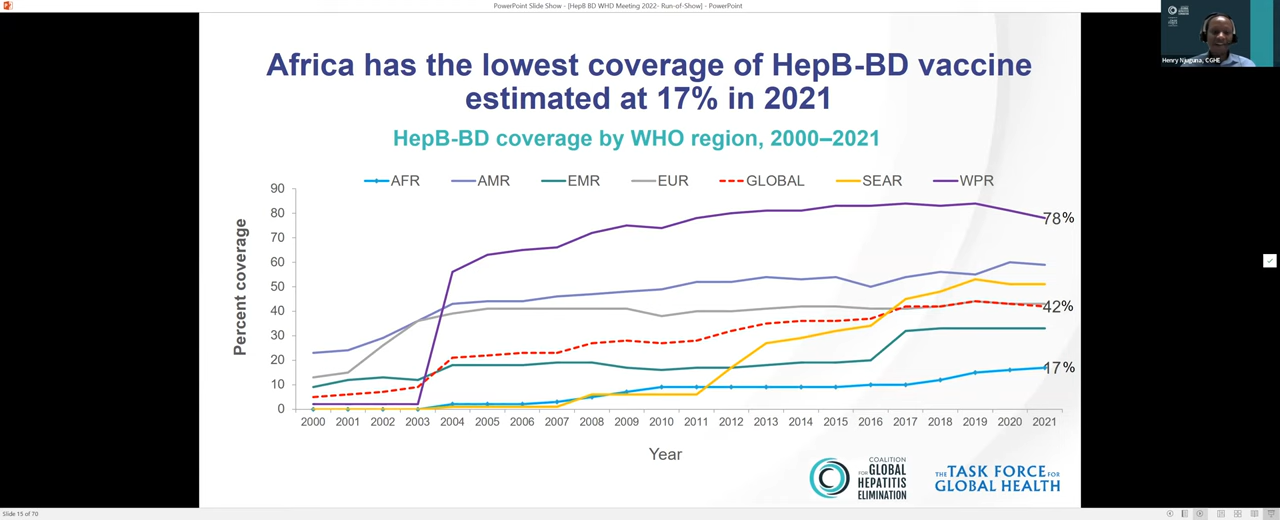 PowerPoint Slide Show - [HepB BD WHD Meeting 2022- Run-of-Show] - PowerPoint
Henry Njuguna, CGHE
Africa has the lowest coverage of HepB-BD vaccine
estimated at 17% in 2021
HepB-BD coverage by WHO region, 2000–2021
AFR AMR EMR EUR GLOBAL SEAR WPR
Percent coverage
90
80
70
60
50
40
30
20
10
0
78%
42%
17%
2000 2001 2002 2003 2004 2005 2006 2007 2008 2009 2010 2011 2012 2013 2014 2015 2016 2017 2018 2019 2020 2021
Year
COALITION
FOR GLOBAL
HEPATITIS
ELIMINATION
THE TASK FORCE FOR
GLOBAL HEALTH
Slide 15 of 70